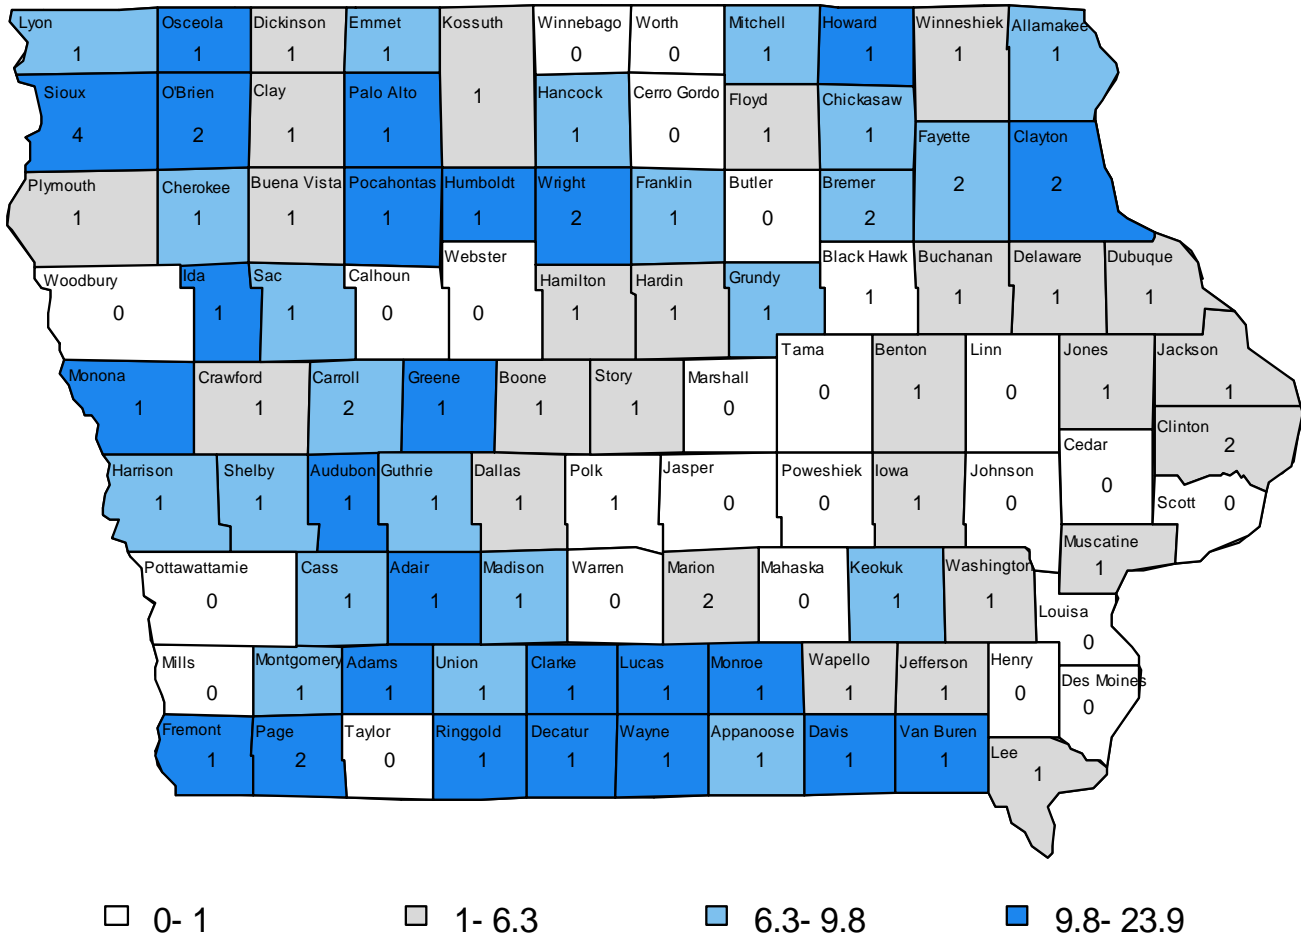 Lyon Osceola Dickinson Emmet Kossuth Winnebago Worth Mitchell Howard Winneshiek Allamakee
1 1 1 1 0 0 1 1 1 1
Sioux O'Brien Clay Palo Alto 1 Hancock Cerro Gordo Floyd Chickasaw
4 2 1 1 1 0 1 1
Fayette Clayton
2 2
Plymouth Cherokee Buena Vista Pocahontas Humboldt Wright Franklin Butler Bremer
1 1 1 1 1 2 1 0 2
Webster Black Hawk Buchanan Delaware Dubuque
0 1 1 1 1
Woodbury Ida Sac Calhoun Hamilton Hardin Grundy
0 1 1 0 1 1 1
Tama Benton Linn Jones Jackson
0 1 0 1 1
Monona Crawford Carroll Greene Boone Story Marshall
1 1 2 1 1 1 0
Clinton
2
Cedar
0
Harrison Shelby Audubon Guthrie Dallas Polk Jasper Poweshiek Iowa Johnson
1 1 1 1 1 1 0 0 1 0
Scott 0
Muscatine
1
Pottawattamie Cass Adair Madison Warren Marion Mahaska Keokuk Washington
0 1 1 1 0 2 0 1 1
Louisa
0
Mills Montgomery Adams Union Clarke Lucas Monroe Wapello Jefferson Henry
0 1 1 1 1 1 1 1 1 0
Des Moines
0
Fremont Page Taylor Ringgold Decatur Wayne Appanoose Davis Van Buren
1 2 0 1 1 1 1 1 1
Lee
1
0- 1 1- 6.3 6.3- 9.8 9.8- 23.9